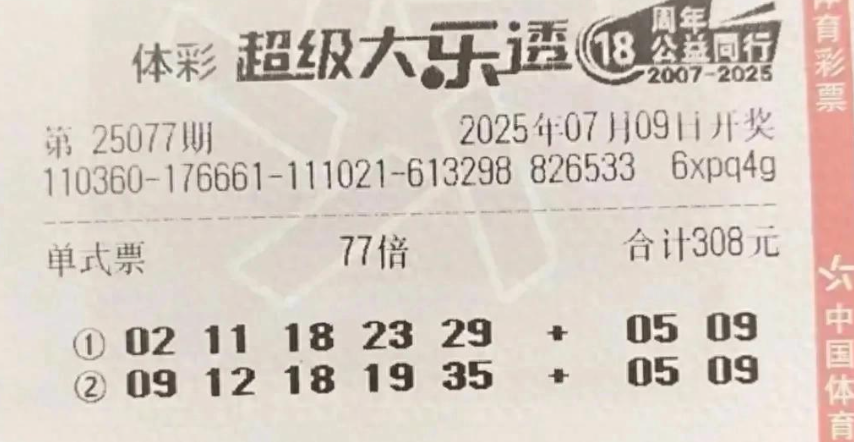 体彩 超级大乐透 18 周年 公益同行 2007-2025
第 25077期 2025年07月09日开奖
110360-176661-111021-613298 826533 6xpq4g
单式票 77倍 合计308元
① 02 11 18 23 29 + 05 09
② 09 12 18 19 35 + 05 09
体育彩票
中国体育